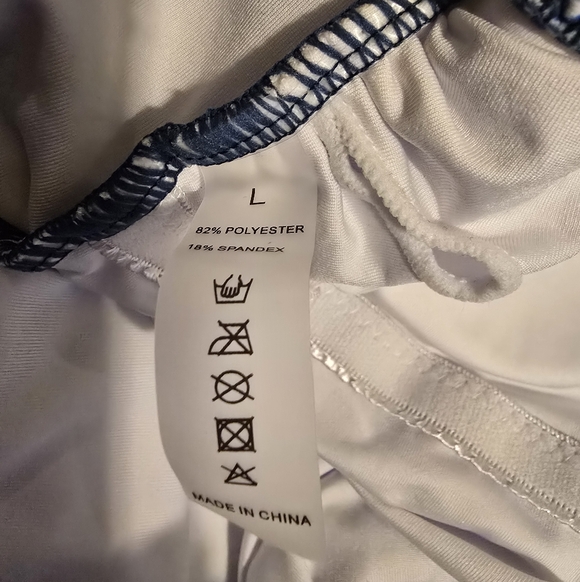 L
82% POLYESTER
18% SPANDEX
MADE IN CHINA